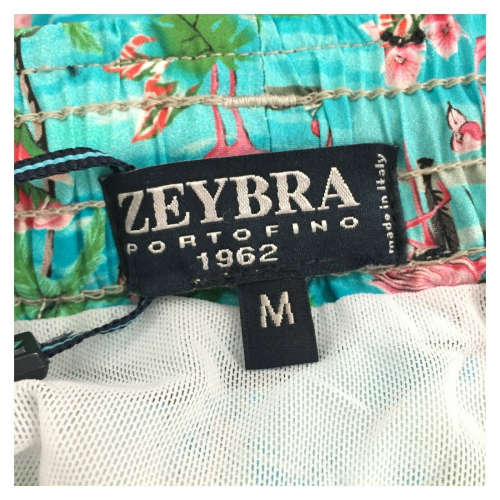 ZEYBRA
PORTOFINO
1962
made in Italy
M